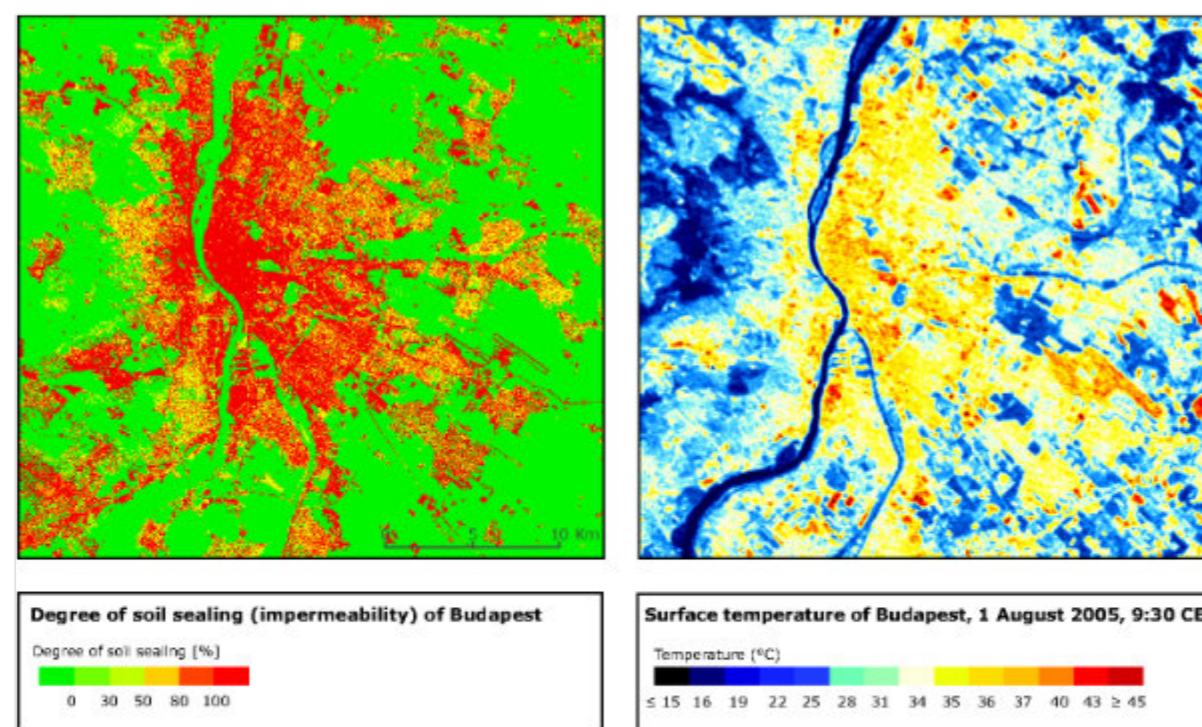 5
10 Km
Degree of soil sealing (impermeability) of Budapest
Degree of soil sealing [%]
0 30 50 80 100
Surface temperature of Budapest, 1 August 2005, 9:30 CE
Temperature (°C)
≤ 15 16 19 22 25 28 31 34 35 36 37 40 43 ≥ 45